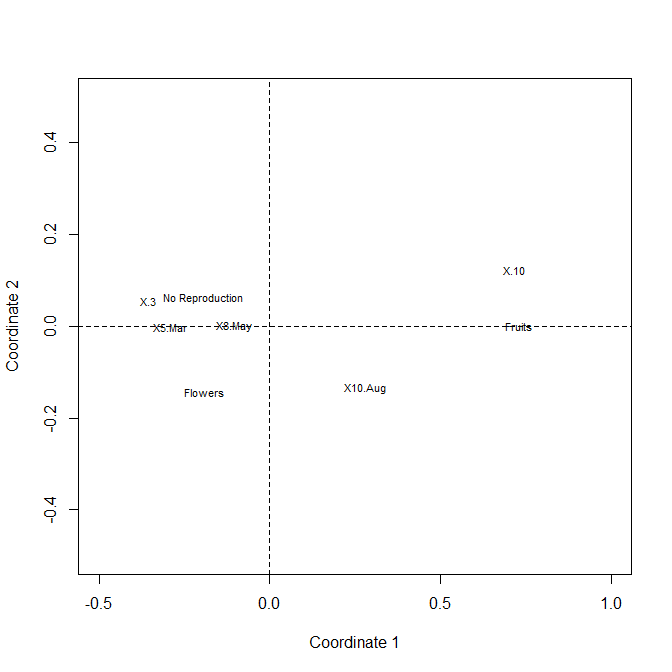 0.4
0.2
0.0
-0.2
-0.4
Coordinate 2
X.10
No Reproduction
X.3
X8.May
Fruits
X5.Mar
X10.Aug
Flowers
-0.5
0.0
0.5
1.0
Coordinate 1